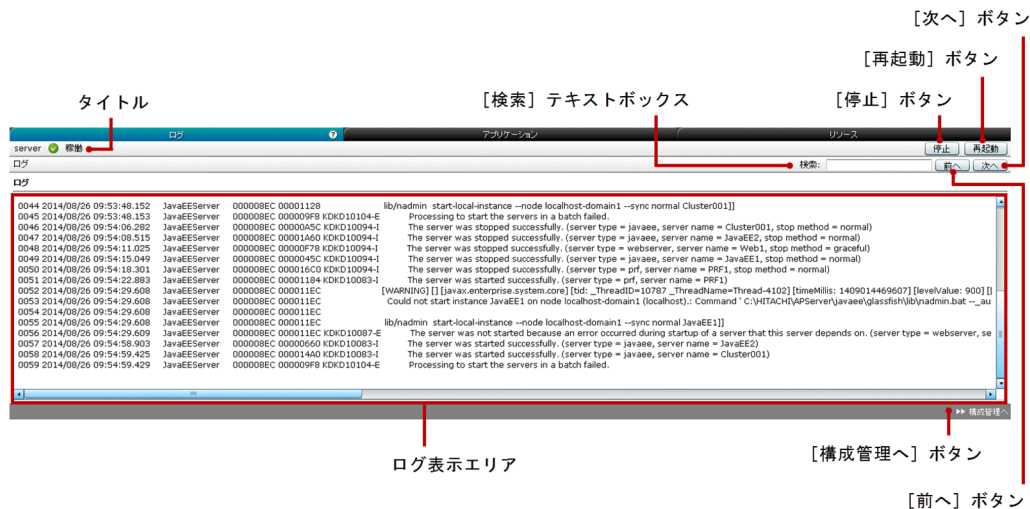 ［次へ］ボタン
［再起動］ボタン
タイトル
［検索］テキストボックス
［停止］ボタン
ログ ? アプリケーション リソース
server 稼働 停止 再起動
ログ 検索: 前へ 次へ
ログ
0044 2014/08/26 09:53:48.152 JavaEEServer 000008EC 00001128 lib/nadmin start-local-instance --node localhost-domain1 --sync normal Cluster001]]
0045 2014/08/26 09:53:48.153 JavaEEServer 000008EC 000009F8 KDKD10104-E Processing to start the servers in a batch failed.
0046 2014/08/26 09:54:06.282 JavaEEServer 000008EC 00000A5C KDKD10094-I The server was stopped successfully. (server type = javaee, server name = Cluster001, stop method = normal)
0047 2014/08/26 09:54:08.515 JavaEEServer 000008EC 00001A60 KDKD10094-I The server was stopped successfully. (server type = javaee, server name = JavaEE2, stop method = normal)
0048 2014/08/26 09:54:11.025 JavaEEServer 000008EC 00000F78 KDKD10094-I The server was stopped successfully. (server type = webserver, server name = Web1, stop method = graceful)
0049 2014/08/26 09:54:15.049 JavaEEServer 000008EC 0000045C KDKD10094-I The server was stopped successfully. (server type = javaee, server name = JavaEE1, stop method = normal)
0050 2014/08/26 09:54:18.301 JavaEEServer 000008EC 000016C0 KDKD10094-I The server was stopped successfully. (server type = prf, server name = PRF1, stop method = normal)
0051 2014/08/26 09:54:22.883 JavaEEServer 000008EC 00001184 KDKD10083-I The server was started successfully. (server type = prf, server name = PRF1)
0052 2014/08/26 09:54:29.608 JavaEEServer 000008EC 000011EC [WARNING] [] [javax.enterprise.system.core] [tid: _ThreadID=10787 _ThreadName=Thread-4102] [timeMillis: 1409014469607] [levelValue: 900] [[
0053 2014/08/26 09:54:29.608 JavaEEServer 000008EC 000011EC Could not start instance JavaEE1 on node localhost-domain1 (localhost).: Command ' C:\HITACHI\APServer\javaee\glassfish\lib\nadmin.bat --_au
0054 2014/08/26 09:54:29.608 JavaEEServer 000008EC 000011EC
0055 2014/08/26 09:54:29.608 JavaEEServer 000008EC 000011EC lib/nadmin start-local-instance --node localhost-domain1 --sync normal JavaEE1]]
0056 2014/08/26 09:54:29.609 JavaEEServer 000008EC 000011EC KDKD10087-E The server was not started because an error occurred during startup of a server that this server depends on. (server type = webserver, se
0057 2014/08/26 09:54:58.903 JavaEEServer 000008EC 00000660 KDKD10083-I The server was started successfully. (server type = javaee, server name = JavaEE2)
0058 2014/08/26 09:54:59.425 JavaEEServer 000008EC 000014A0 KDKD10083-I The server was started successfully. (server type = javaee, server name = Cluster001)
0059 2014/08/26 09:54:59.429 JavaEEServer 000008EC 000009F8 KDKD10104-E Processing to start the servers in a batch failed.
構成管理へ
ログ表示エリア
［構成管理へ］ボタン
［前へ］ボタン